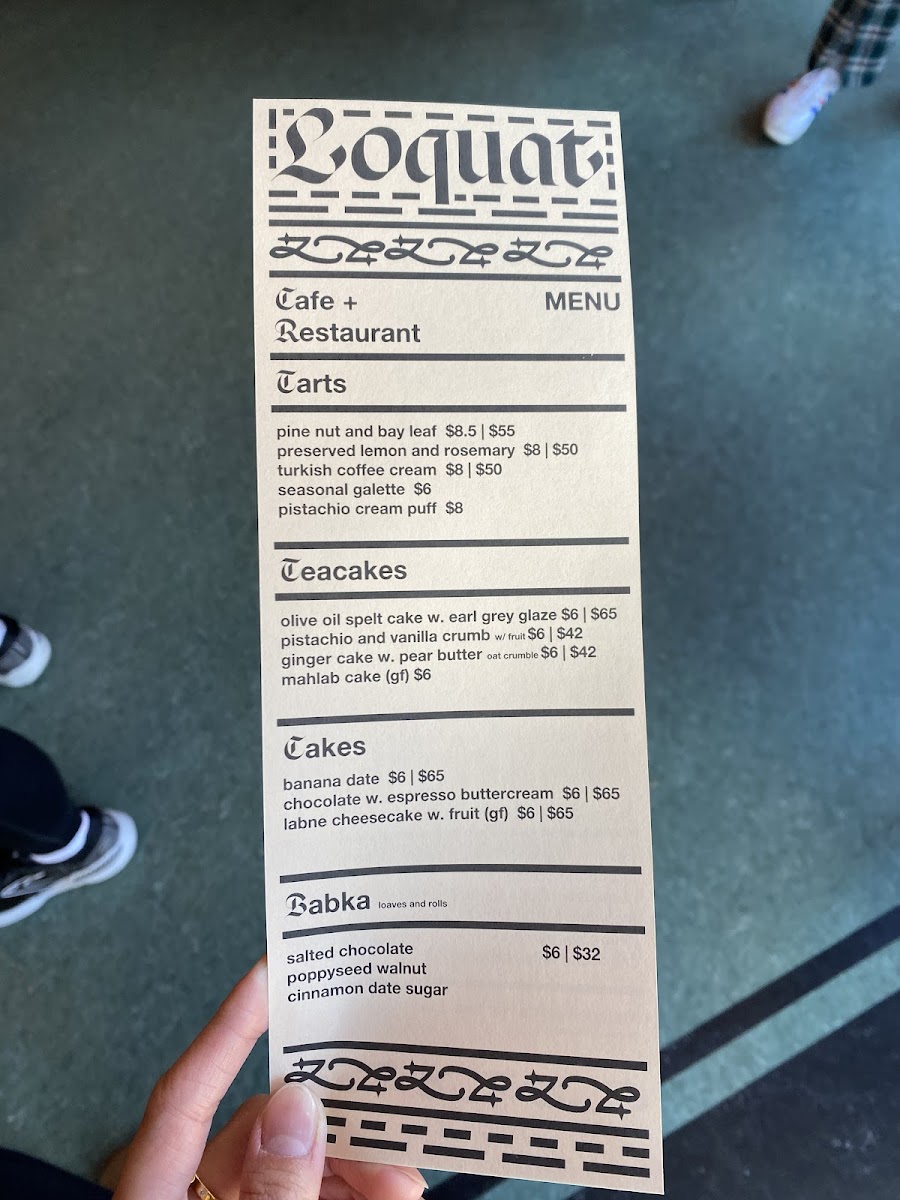 Loquat
Cafe +
Restaurant
MENU
Tarts
pine nut and bay leaf $8.5 | $55
preserved lemon and rosemary $8 | $50
turkish coffee cream $8 | $50
seasonal galette $6
pistachio cream puff $8
Teacakes
olive oil spelt cake w. earl grey glaze $6 | $65
pistachio and vanilla crumb w/ fruit $6 | $42
ginger cake w. pear butter oat crumble $6 | $42
mahlab cake (gf) $6
Cakes
banana date $6 | $65
chocolate w. espresso buttercream $6 | $65
labne cheesecake w. fruit (gf) $6 | $65
Babka loaves and rolls
salted chocolate $6 | $32
poppyseed walnut
cinnamon date sugar